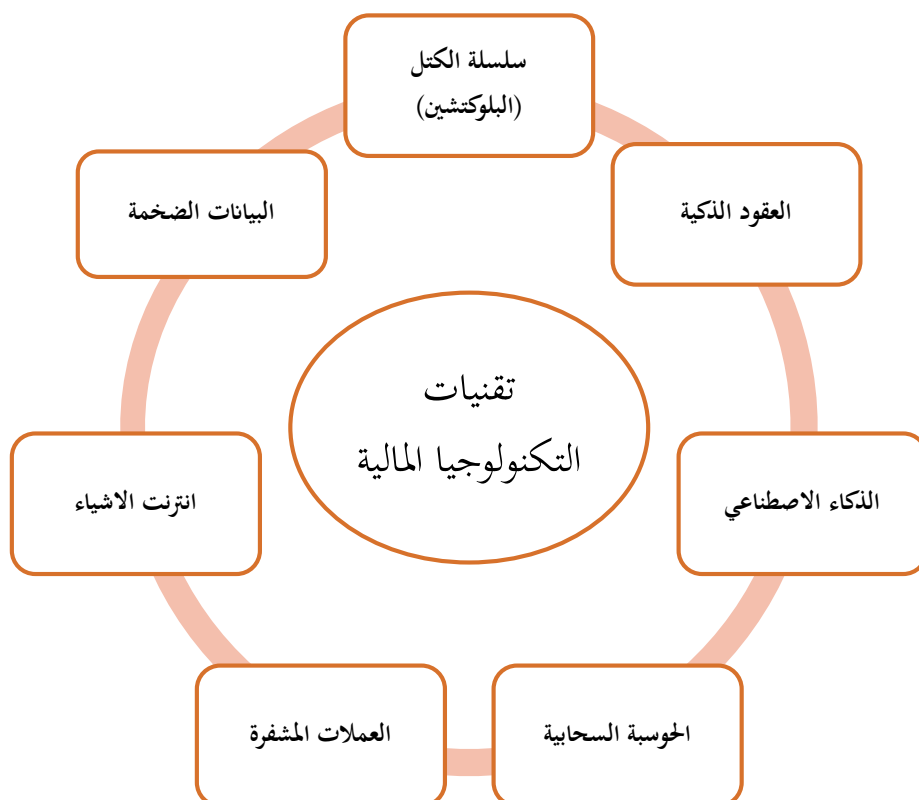 سلسلة الكتل
(البلوكتشين)
العقود الذكية
البيانات الضخمة
تقنيات
التكنولوجيا المالية
الذكاء الاصطناعي
انترنت الاشياء
الحوسبة السحابية
العملات المشفرة